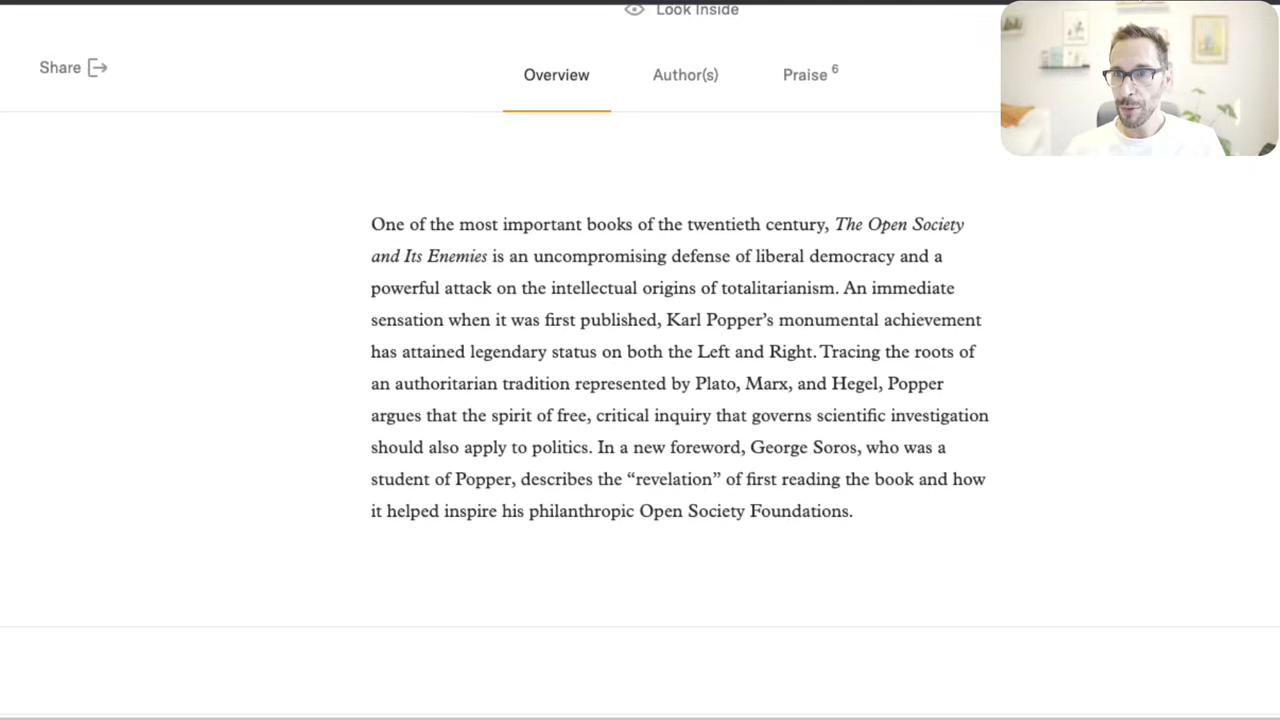 Look Inside
Share
Overview
Author(s)
Praise 6
One of the most important books of the twentieth century, The Open Society
and Its Enemies is an uncompromising defense of liberal democracy and a
powerful attack on the intellectual origins of totalitarianism. An immediate
sensation when it was first published, Karl Popper’s monumental achievement
has attained legendary status on both the Left and Right. Tracing the roots of
an authoritarian tradition represented by Plato, Marx, and Hegel, Popper
argues that the spirit of free, critical inquiry that governs scientific investigation
should also apply to politics. In a new foreword, George Soros, who was a
student of Popper, describes the “revelation” of first reading the book and how
it helped inspire his philanthropic Open Society Foundations.